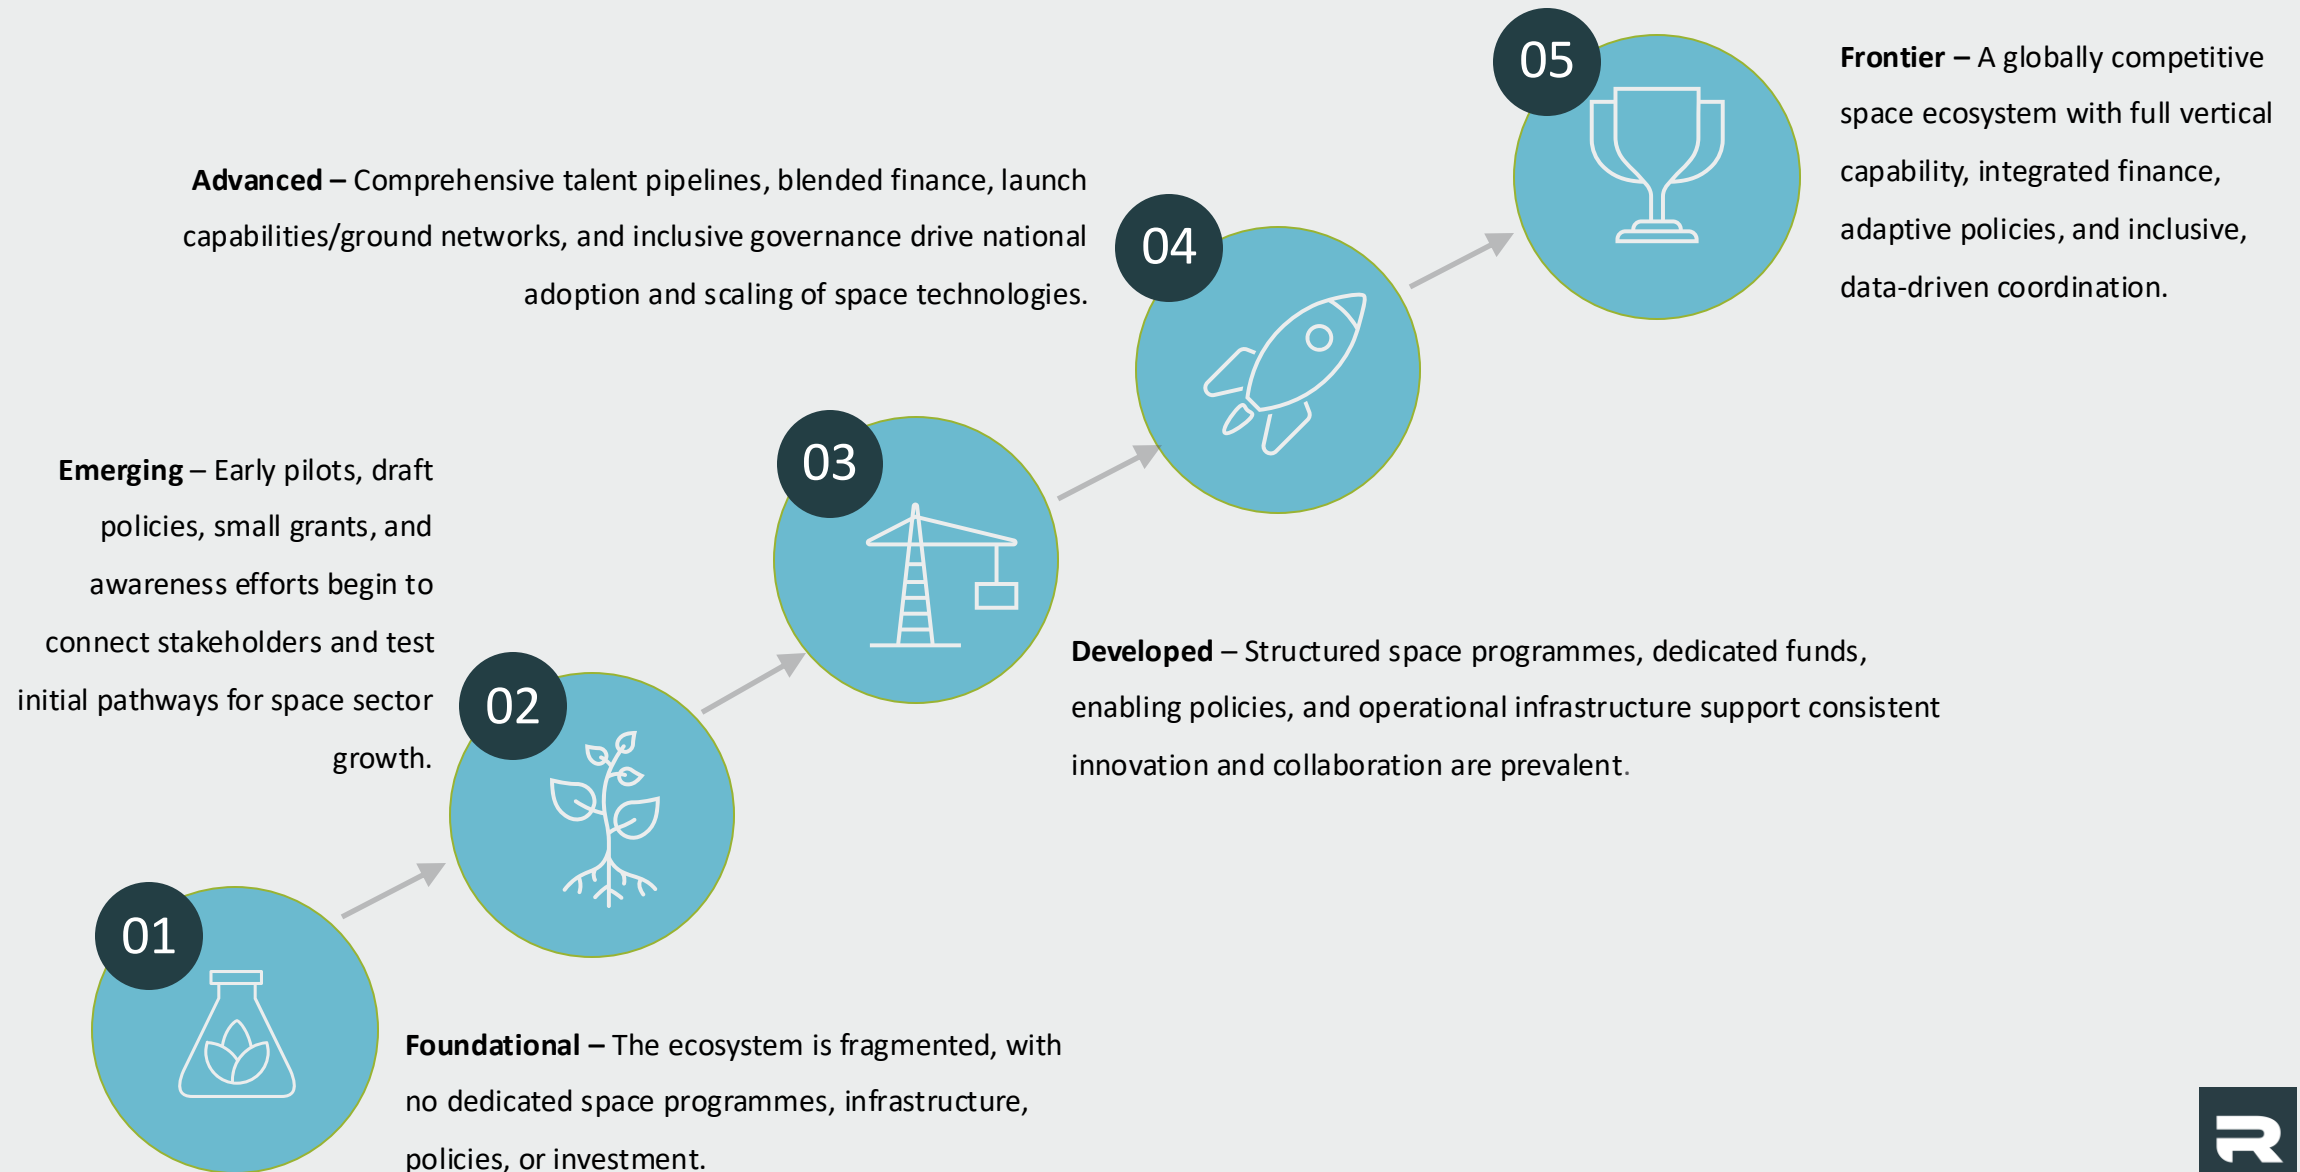 05
Frontier – A globally competitive
space ecosystem with full vertical
capability, integrated finance,
adaptive policies, and inclusive,
data-driven coordination.
04
Advanced – Comprehensive talent pipelines, blended finance, launch
capabilities/ground networks, and inclusive governance drive national
adoption and scaling of space technologies.
03
Developed – Structured space programmes, dedicated funds,
enabling policies, and operational infrastructure support consistent
innovation and collaboration are prevalent.
02
Emerging – Early pilots, draft
policies, small grants, and
awareness efforts begin to
connect stakeholders and test
initial pathways for space sector
growth.
01
Foundational – The ecosystem is fragmented, with
no dedicated space programmes, infrastructure,
policies, or investment.
R